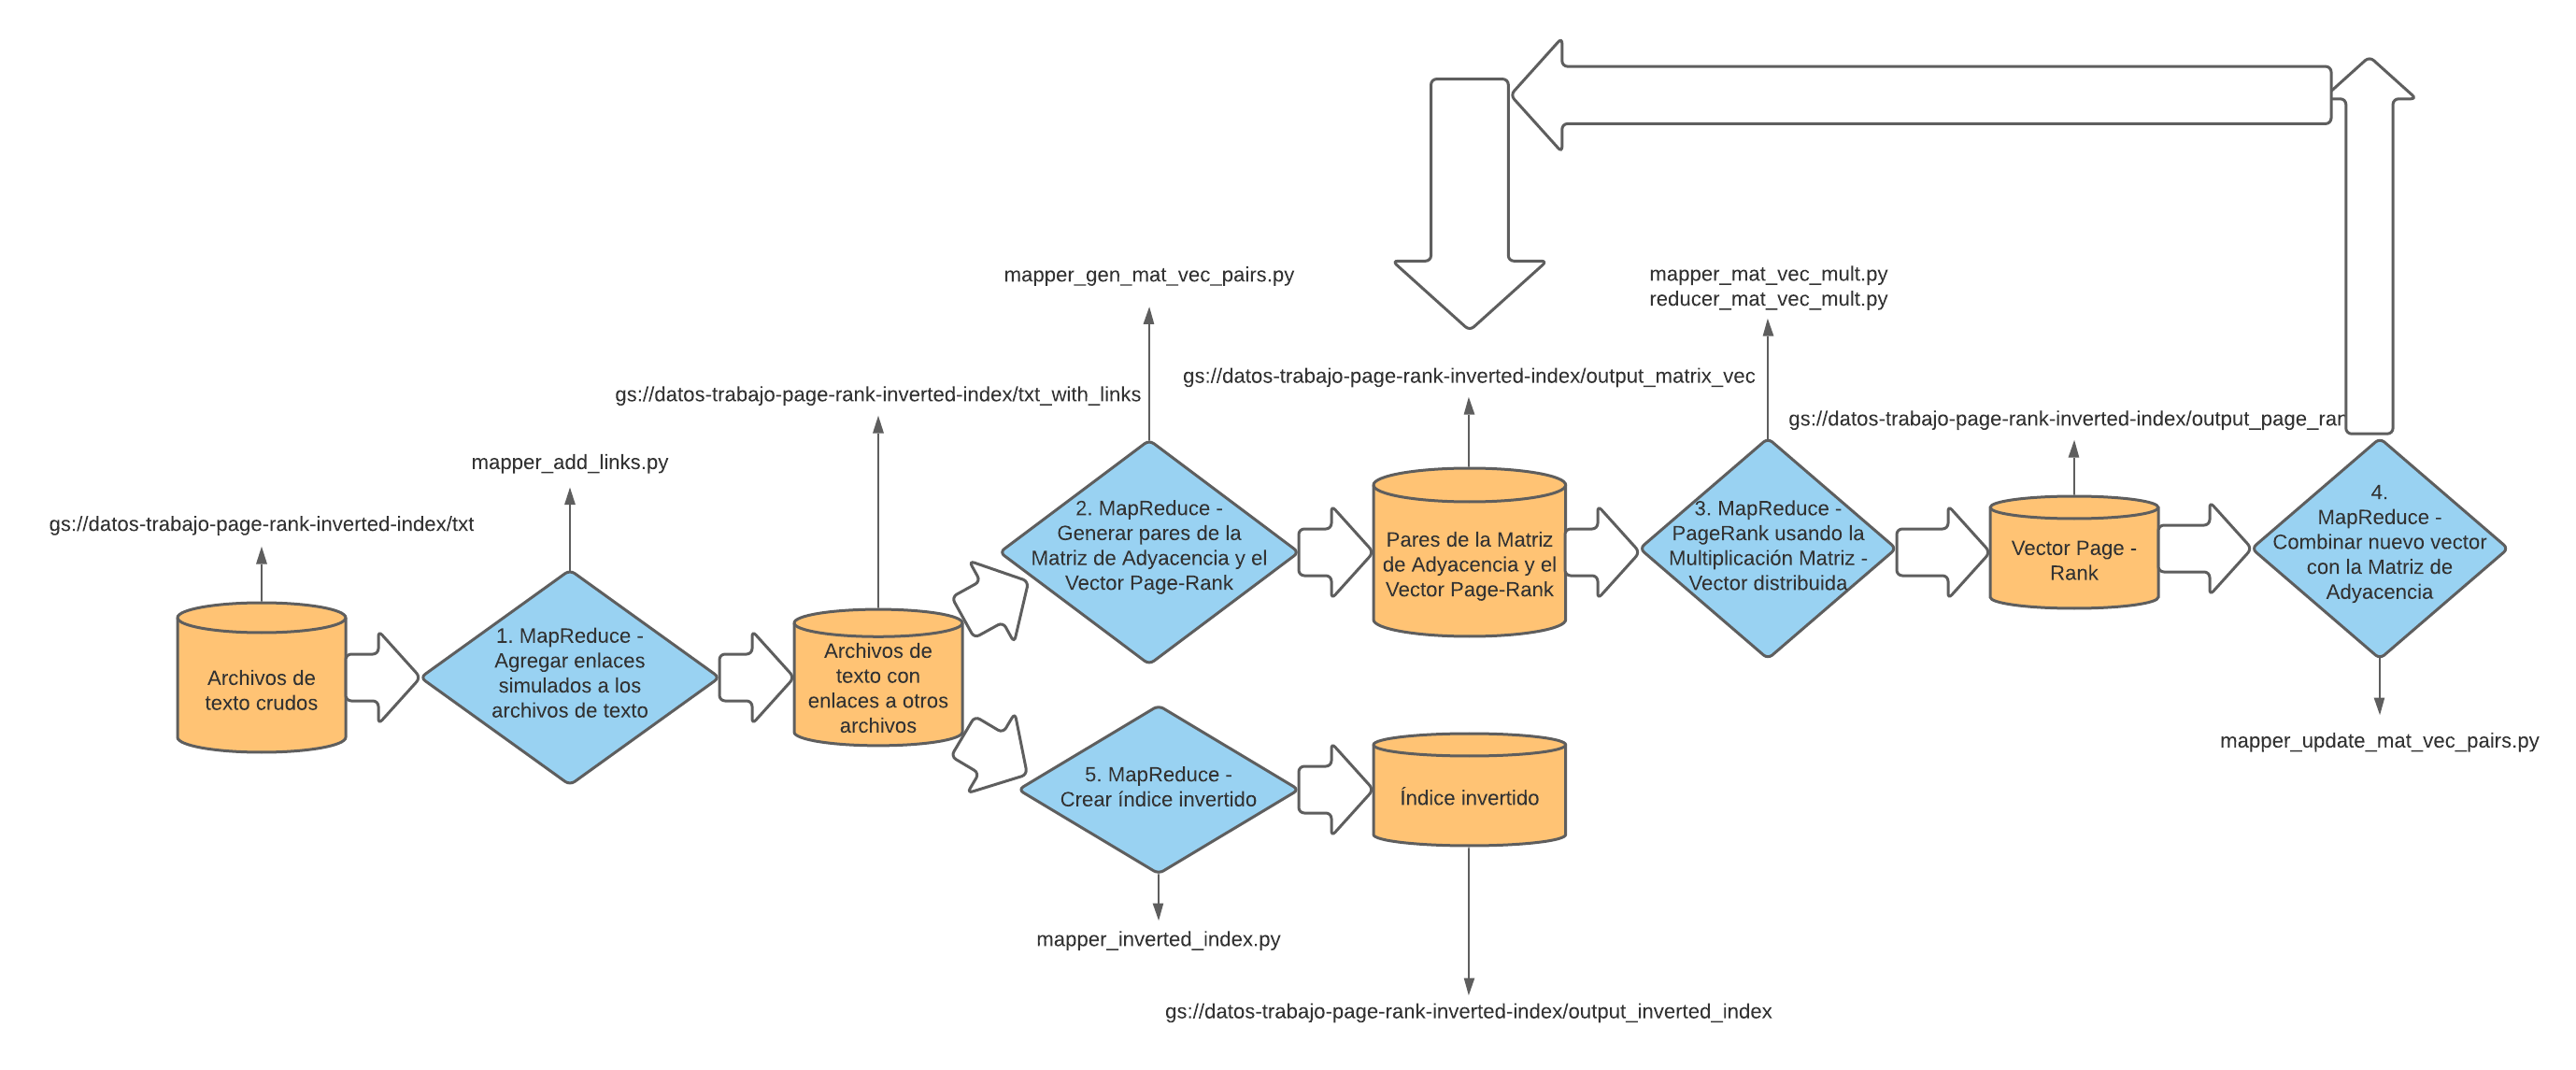 mapper_gen_mat_vec_pairs.py
mapper_mat_vec_mult.py
reducer_mat_vec_mult.py
gs://datos-trabajo-page-rank-inverted-index/output_matrix_vec
gs://datos-trabajo-page-rank-inverted-index/txt_with_links
gs://datos-trabajo-page-rank-inverted-index/output_page_ran
mapper_add_links.py
gs://datos-trabajo-page-rank-inverted-index/txt
Archivos de
texto crudos
1. MapReduce -
Agregar enlaces
simulados a los
archivos de texto
Archivos de
texto con
enlaces a otros
archivos
2. MapReduce -
Generar pares de la
Matriz de Adyacencia y el
Vector Page-Rank
Pares de la Matriz
de Adyacencia y el
Vector Page-Rank
3. MapReduce -
PageRank usando la
Multiplicación Matriz -
Vector distribuida
Vector Page -
Rank
4.
MapReduce -
Combinar nuevo vector
con la Matriz de
Adyacencia
mapper_update_mat_vec_pairs.py
5. MapReduce -
Crear índice invertido
Índice invertido
mapper_inverted_index.py
gs://datos-trabajo-page-rank-inverted-index/output_inverted_index